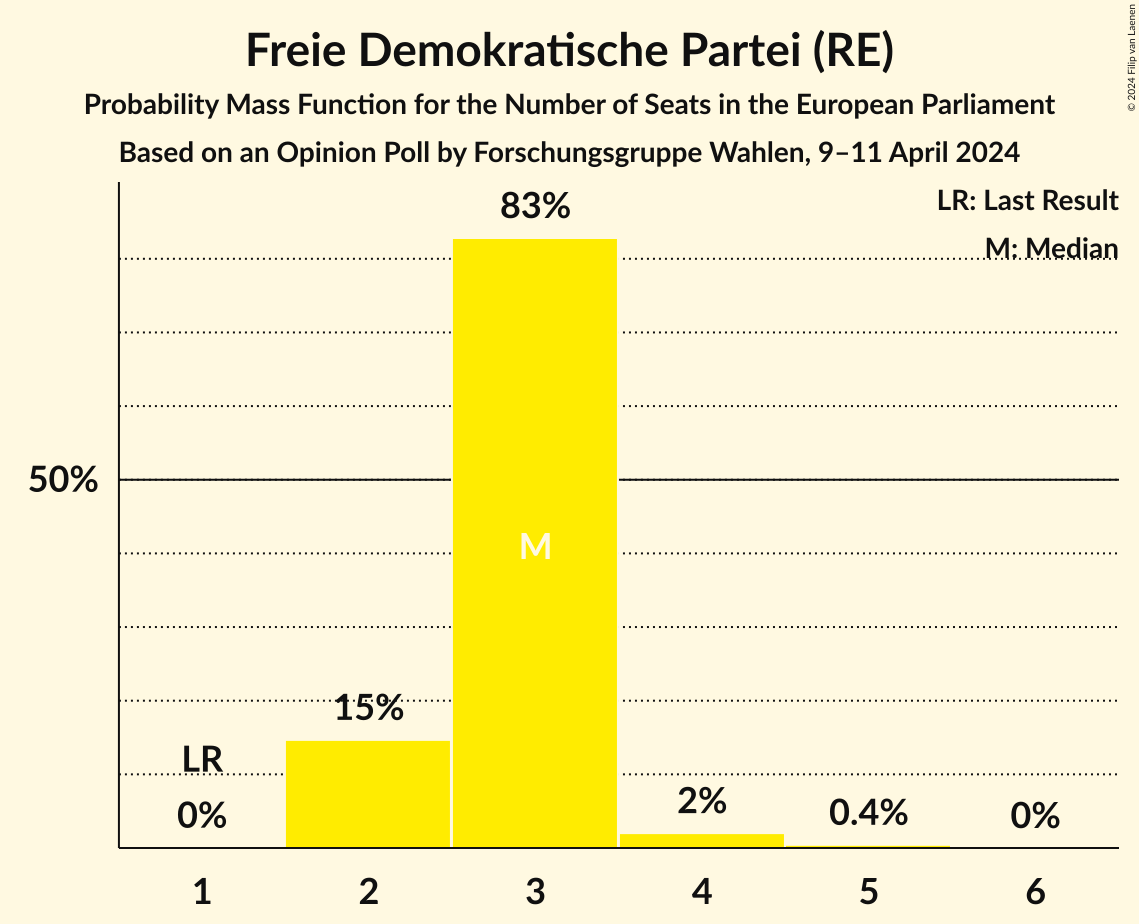 Freie Demokratische Partei (RE)
Probability Mass Function for the Number of Seats in the European Parliament
Based on an Opinion Poll by Forschungsgruppe Wahlen, 9–11 April 2024
© 2024 Filip van Laenen
LR: Last Result
M: Median
83%
50%
M
15%
LR
0%
2%
0.4%
0%
1 2 3 4 5 6